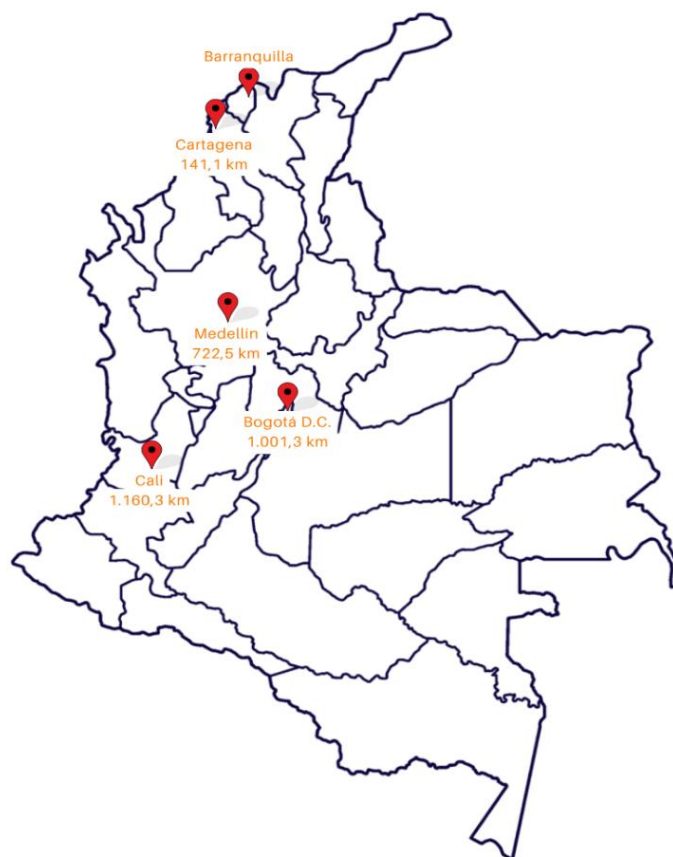 Barranquilla
Cartagena
141,1 km
Medellín
722,5 km
Bogotá D.C.
1.001,3 km
Cali
1.160,3 km